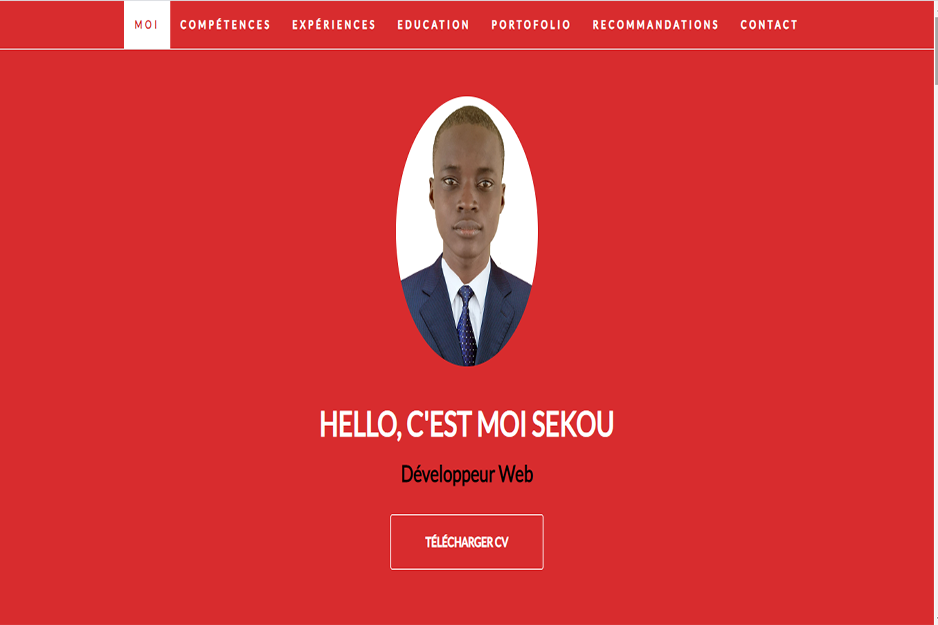 MOI COMPÉTENCES EXPÉRIENCES EDUCATION PORTOFOLIO RECOMMANDATIONS CONTACT
HELLO, C'EST MOI SEKOU
Développeur Web
TÉLÉCHARGER CV